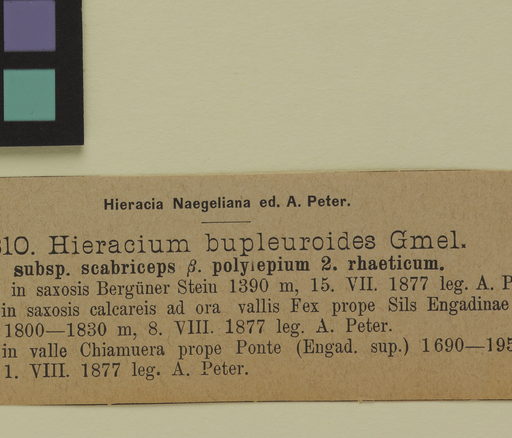 Hieracia Naegeliana ed. A. Peter.
310. Hieracium bupleuroides Gmel.
subsp. scabriceps β. polylepium 2. rhaeticum.
in saxosis Bergüner Stein 1390 m, 15. VII. 1877 leg. A. P
in saxosis calcareis ad ora vallis Fex prope Sils Engadinae
1800—1830 m, 8. VIII. 1877 leg. A. Peter.
in valle Chiamuera prope Ponte (Engad. sup.) 1690—195
1. VIII. 1877 leg. A. Peter.